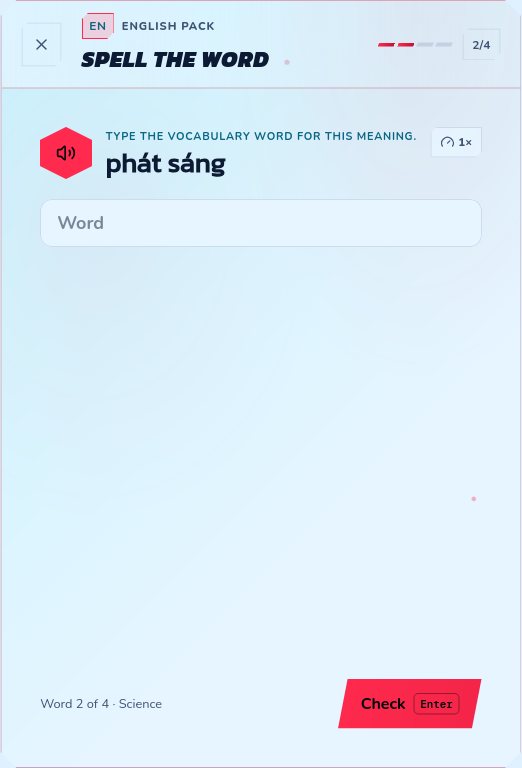 EN ENGLISH PACK
SPELL THE WORD
2/4
TYPE THE VOCABULARY WORD FOR THIS MEANING.
phát sáng
1×
Word
Word 2 of 4 · Science
Check Enter